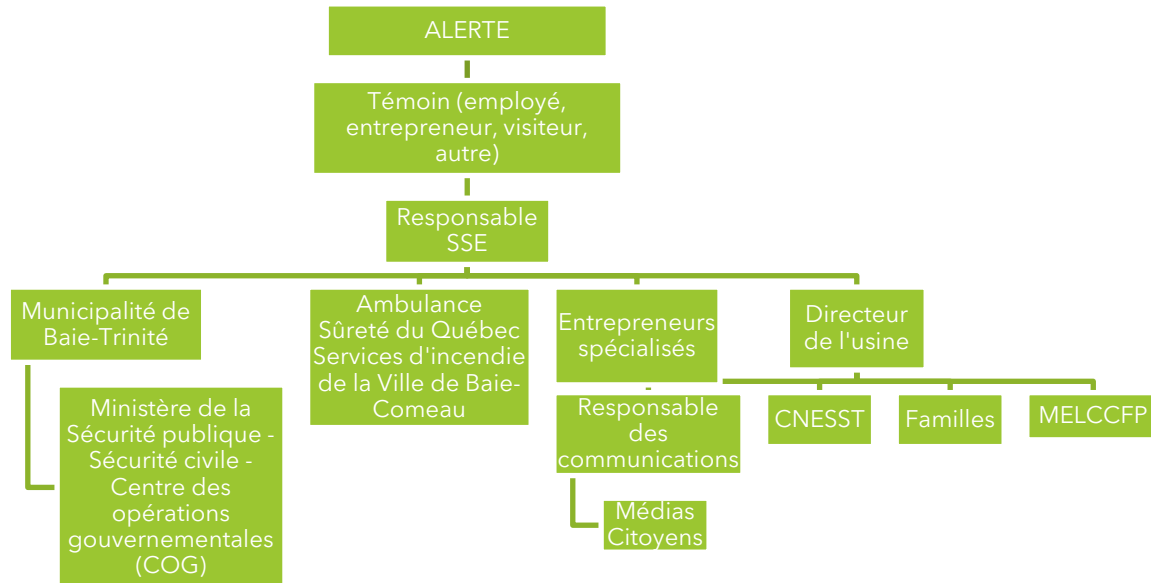 ALERTE
Témoin (employé,
entrepreneur, visiteur,
autre)
Responsable
SSE
Municipalité de
Baie-Trinité
Ambulance
Sûreté du Québec
Services d'incendie
de la Ville de Baie-
Comeau
Entrepreneurs
spécialisés
Directeur
de l'usine
Ministère de la
Sécurité publique -
Sécurité civile -
Centre des
opérations
gouvernementales
(COG)
Responsable
des
communications
CNESST
Familles
MELCCFP
Médias
Citoyens